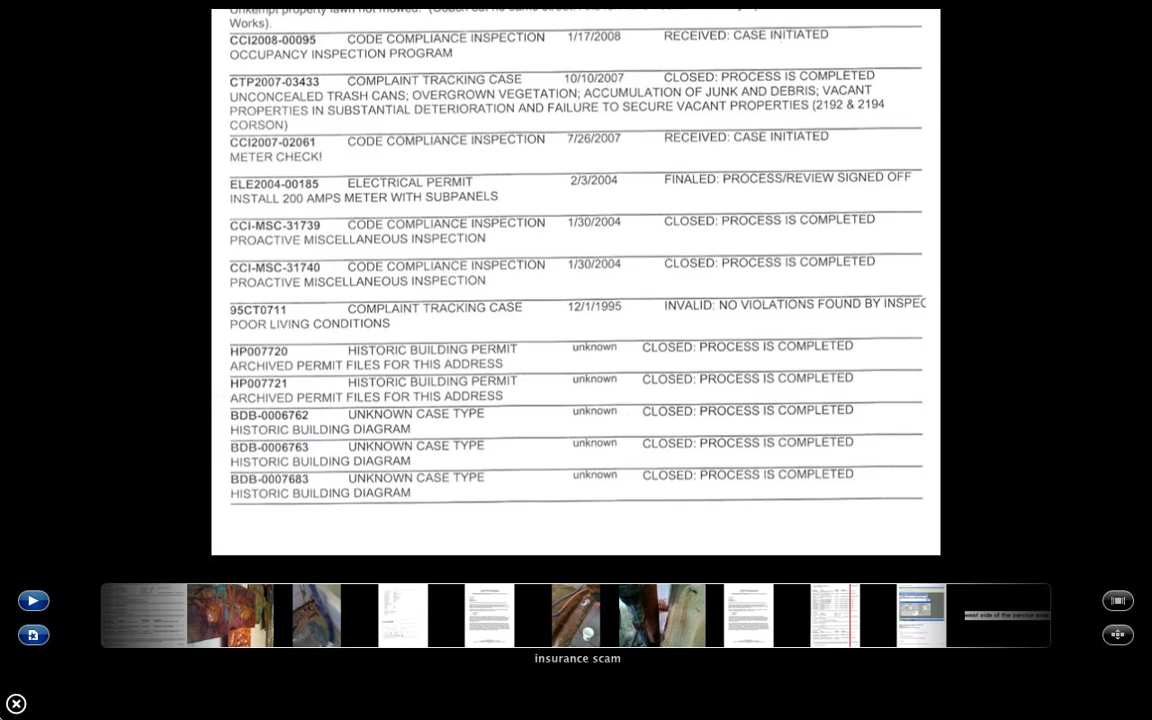 Works).
CCI2008-00095 CODE COMPLIANCE INSPECTION 1/17/2008 RECEIVED: CASE INITIATED
OCCUPANCY INSPECTION PROGRAM
CTP2007-03433 COMPLAINT TRACKING CASE 10/10/2007 CLOSED: PROCESS IS COMPLETED
UNCONCEALED TRASH CANS; OVERGROWN VEGETATION; ACCUMULATION OF JUNK AND DEBRIS; VACANT
PROPERTIES IN SUBSTANTIAL DETERIORATION AND FAILURE TO SECURE VACANT PROPERTIES (2192 & 2194
CORSON)
CCI2007-02061 CODE COMPLIANCE INSPECTION 7/26/2007 RECEIVED: CASE INITIATED
METER CHECK!
ELE2004-00185 ELECTRICAL PERMIT 2/3/2004 FINALED: PROCESS/REVIEW SIGNED OFF
INSTALL 200 AMPS METER WITH SUBPANELS
CCI-MSC-31739 CODE COMPLIANCE INSPECTION 1/30/2004 CLOSED: PROCESS IS COMPLETED
PROACTIVE MISCELLANEOUS INSPECTION
CCI-MSC-31740 CODE COMPLIANCE INSPECTION 1/30/2004 CLOSED: PROCESS IS COMPLETED
PROACTIVE MISCELLANEOUS INSPECTION
95CT0711 COMPLAINT TRACKING CASE 12/1/1995 INVALID: NO VIOLATIONS FOUND BY INSPEC
POOR LIVING CONDITIONS
HP007720 HISTORIC BUILDING PERMIT unknown CLOSED: PROCESS IS COMPLETED
ARCHIVED PERMIT FILES FOR THIS ADDRESS
HP007721 HISTORIC BUILDING PERMIT unknown CLOSED: PROCESS IS COMPLETED
ARCHIVED PERMIT FILES FOR THIS ADDRESS
BDB-0006762 UNKNOWN CASE TYPE unknown CLOSED: PROCESS IS COMPLETED
HISTORIC BUILDING DIAGRAM
BDB-0006763 UNKNOWN CASE TYPE unknown CLOSED: PROCESS IS COMPLETED
HISTORIC BUILDING DIAGRAM
BDB-0007683 UNKNOWN CASE TYPE unknown CLOSED: PROCESS IS COMPLETED
HISTORIC BUILDING DIAGRAM
west side of the service area
insurance scam